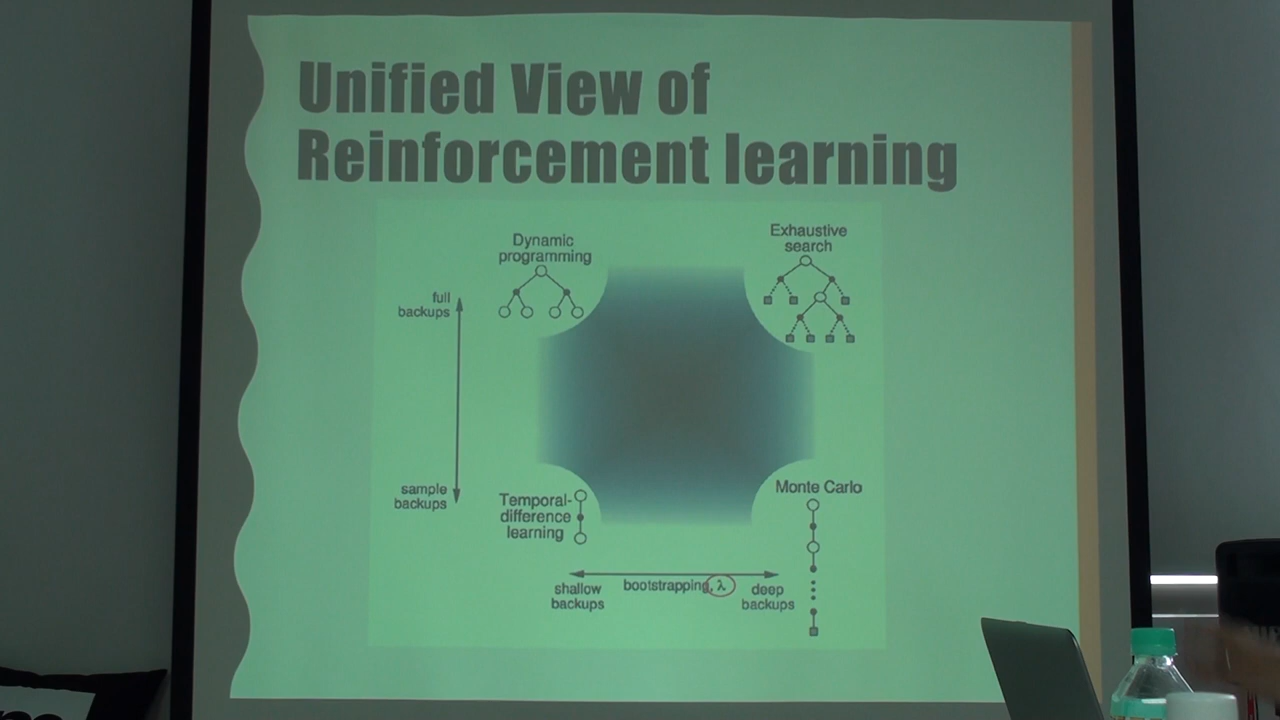 Unified View of
Reinforcement learning
Dynamic
programming
Exhaustive
search
full
backups
sample
backups
Temporal-
difference
learning
Monte Carlo
bootstrapping, λ
shallow
backups
deep
backups